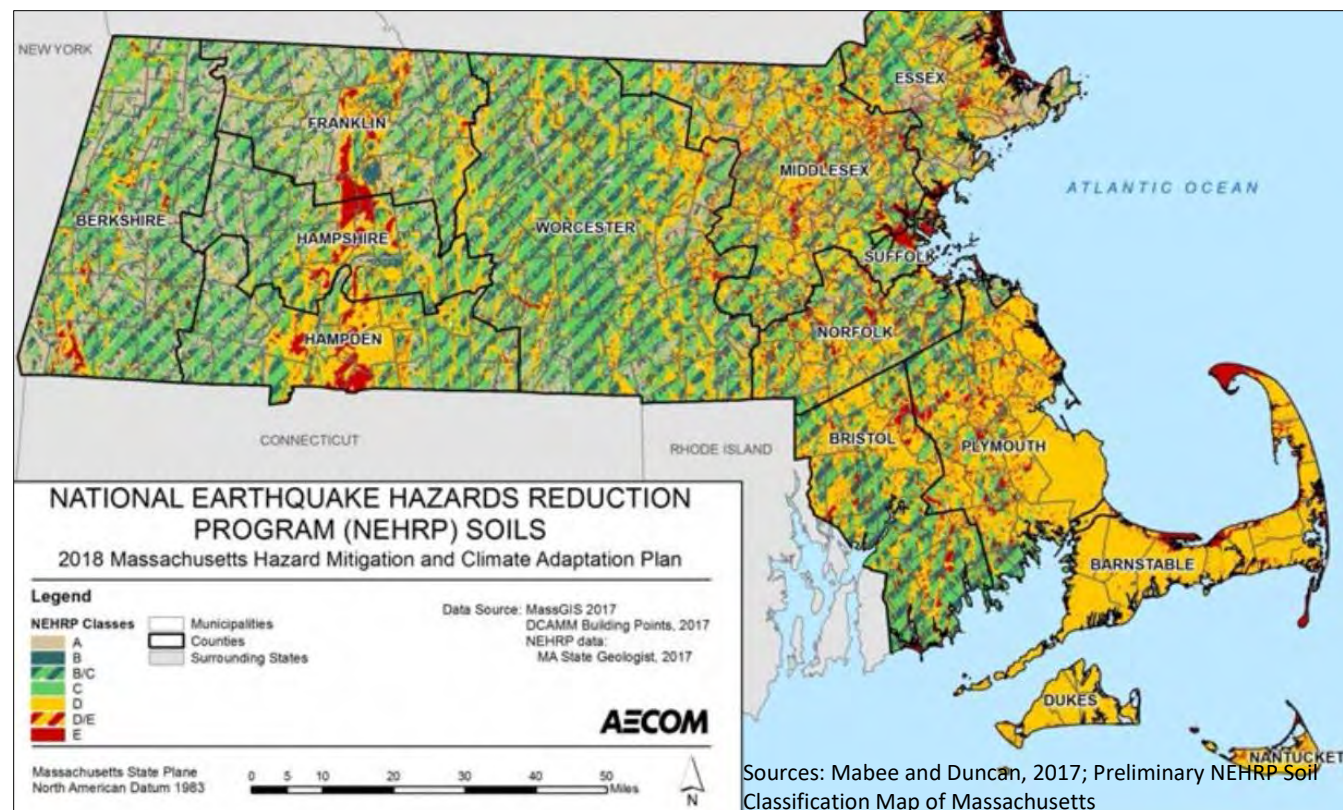 NEW YORK
ESSEX
FRANKLIN
MIDDLESEX
ATLANTIC OCEAN
BERKSHIRE
WORCESTER
HAMPSHIRE
SUFFOLK
HAMPDEN
NORFOLK
CONNECTICUT
RHODE ISLAND
BRISTOL
PLYMOUTH
BARNSTABLE
DUKES
NANTUCKET
NATIONAL EARTHQUAKE HAZARDS REDUCTION
PROGRAM (NEHRP) SOILS
2018 Massachusetts Hazard Mitigation and Climate Adaptation Plan
Legend
NEHRP Classes
A
B
B/C
C
D
D/E
E
Municipalities
Counties
Surrounding States
Data Source: MassGIS 2017
DCAMM Building Points, 2017
NEHRP data:
MA State Geologist, 2017
AECOM
Massachusetts State Plane
North American Datum 1983
0 5 10 20 30 40 50
Miles
N
Sources: Mabee and Duncan, 2017; Preliminary NEHRP Soil
Classification Map of Massachusetts